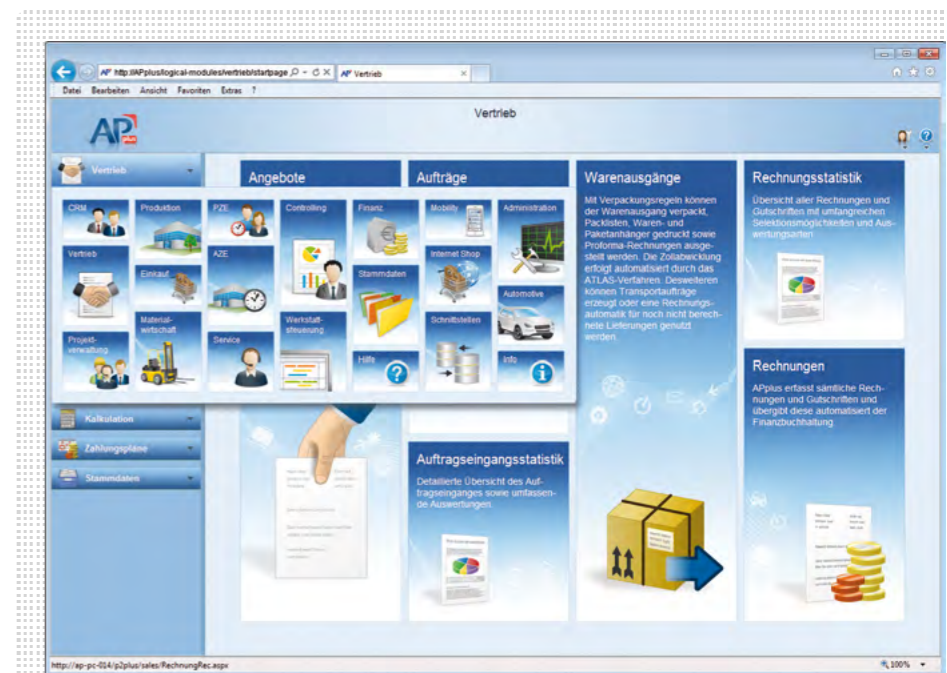 http://APplus/logical-modules/vertrieb/startpage
AP Vertrieb
Datei Bearbeiten Ansicht Favoriten Extras ?
Vertrieb
AP plus
Vertrieb
Angebote
Aufträge
CRM
Produktion
PZE
Controlling
Finanz
Mobility
Administration
Vertrieb
Einkauf
AZE
Stammdaten
Internet Shop
Automotive
Projekt-
verwaltung
Material-
wirtschaft
Service
Werkstatt-
steuerung
Hilfe
Schnittstellen
Info
Kalkulation
Zahlungspläne
Stammdaten
Auftragseingangsstatistik
Detaillierte Übersicht des Auf-
tragseinganges sowie umfassen-
de Auswertungen.
Warenausgänge
Mit Verpackungsregeln können
der Warenausgang verpackt,
Packlisten, Waren- und
Paketanhänger gedruckt sowie
Proforma-Rechnungen ausge-
stellt werden. Die Zollabwicklung
erfolgt automatisiert durch das
ATLAS-Verfahren. Desweiteren
können Transportaufträge
erzeugt oder eine Rechnungs-
automatik für noch nicht berech-
nete Lieferungen genutzt
werden.
Rechnungsstatistik
Übersicht aller Rechnungen und
Gutschriften mit umfangreichen
Selektionsmöglichkeiten und Aus-
wertungsarten
Rechnungen
APplus erfasst sämtliche Rech-
nungen und Gutschriften und
übergibt diese automatisiert der
Finanzbuchhaltung.
http://ap-pc-014/p2plus/sales/RechnungRec.aspx
100%